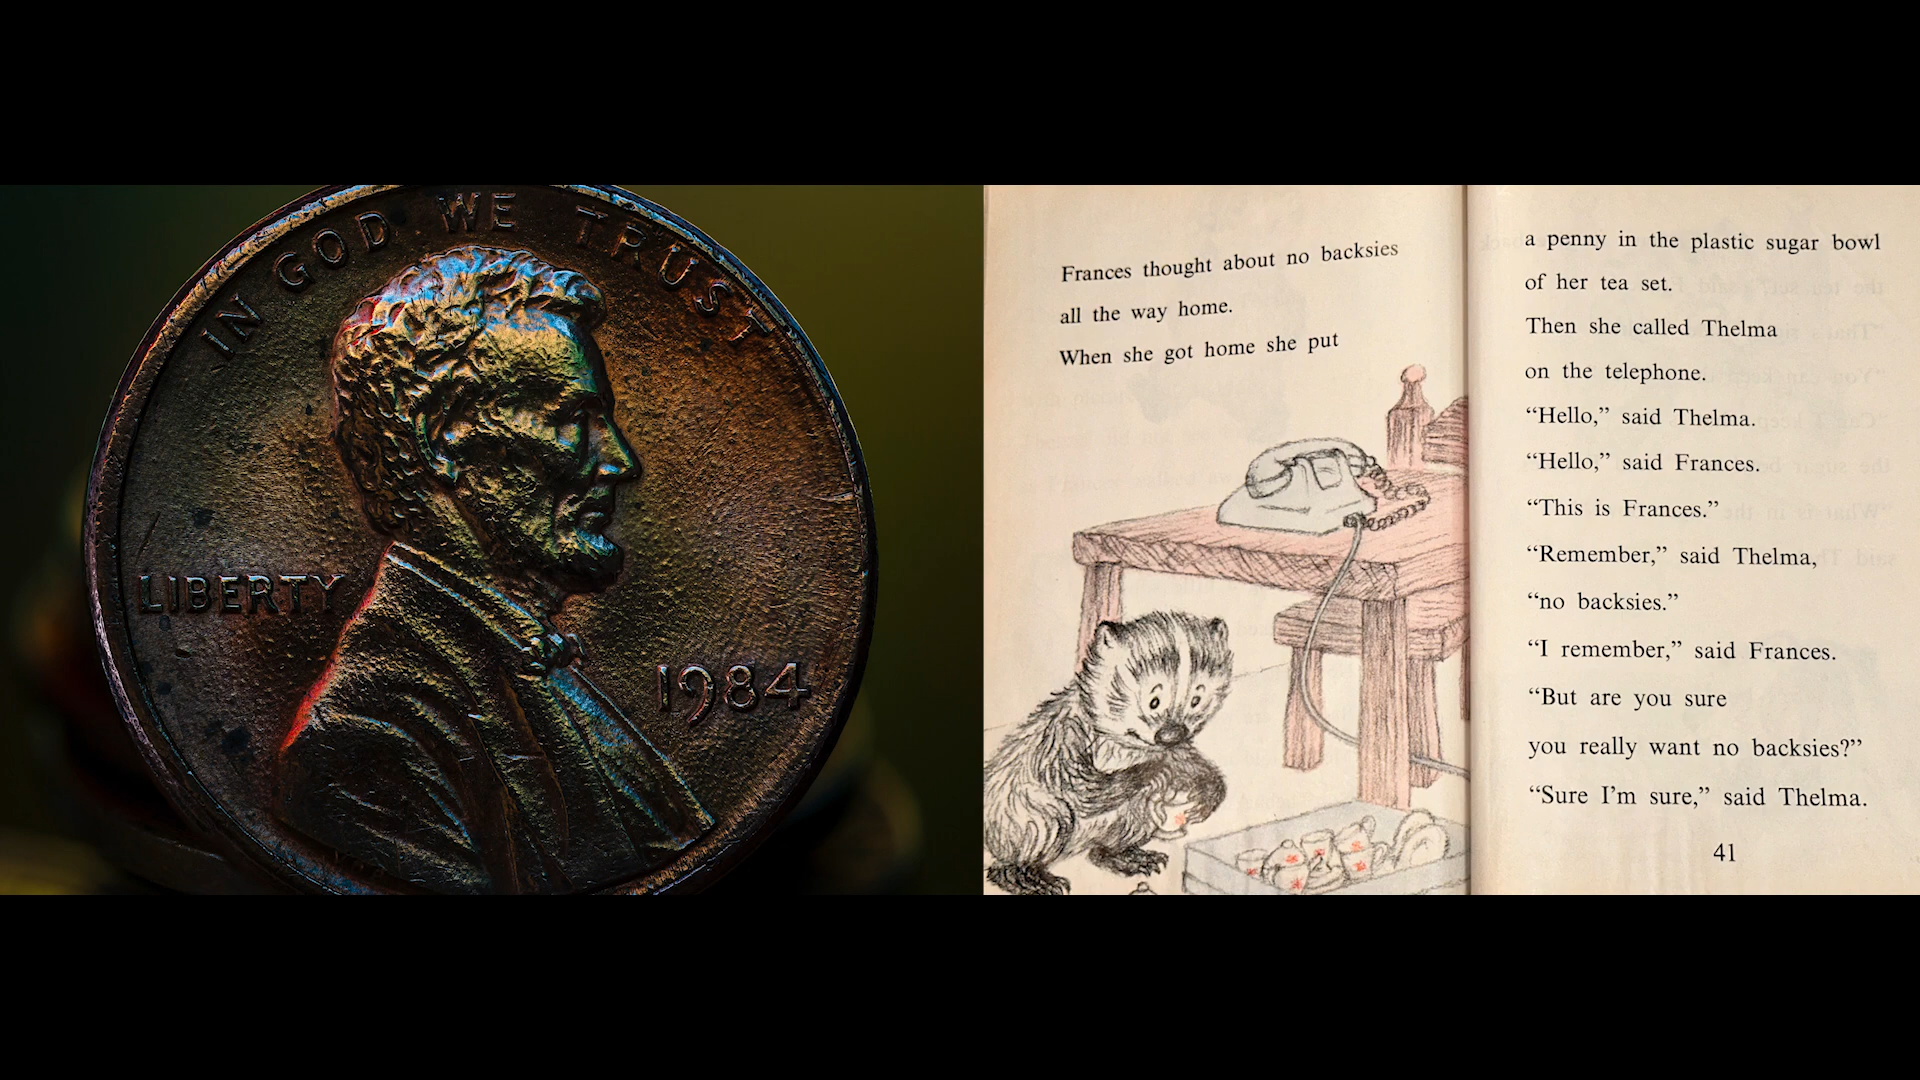 IN GOD WE TRUST
LIBERTY
1984
Frances thought about no backsies
all the way home.
When she got home she put
a penny in the plastic sugar bowl
of her tea set.
Then she called Thelma
on the telephone.
“Hello,” said Thelma.
“Hello,” said Frances.
“This is Frances.”
“Remember,” said Thelma,
“no backsies.”
“I remember,” said Frances.
“But are you sure
you really want no backsies?”
“Sure I’m sure,” said Thelma.
41